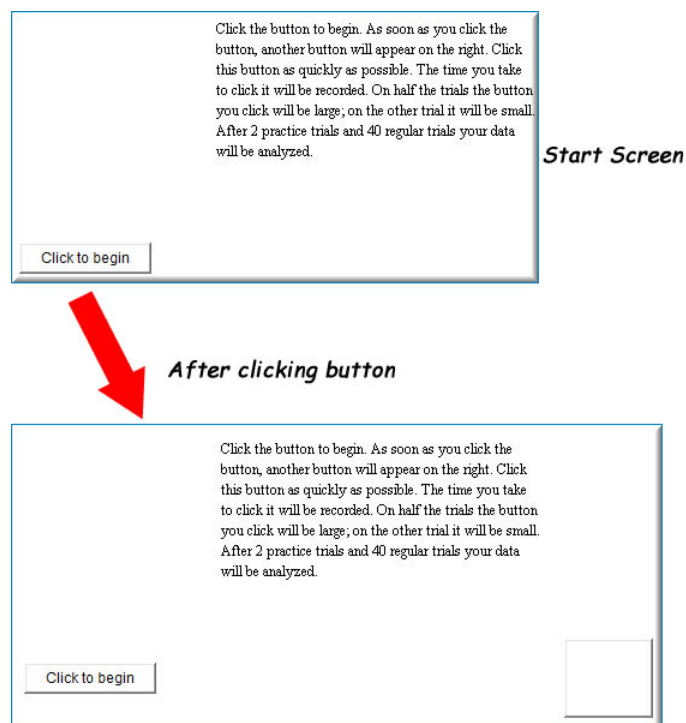 Click the button to begin. As soon as you click the
button, another button will appear on the right. Click
this button as quickly as possible. The time you take
to click it will be recorded. On half the trials the button
you click will be large; on the other trial it will be small.
After 2 practice trials and 40 regular trials your data
will be analyzed.
Start Screen
Click to begin
After clicking button
Click the button to begin. As soon as you click the
button, another button will appear on the right. Click
this button as quickly as possible. The time you take
to click it will be recorded. On half the trials the button
you click will be large; on the other trial it will be small.
After 2 practice trials and 40 regular trials your data
will be analyzed.
Click to begin